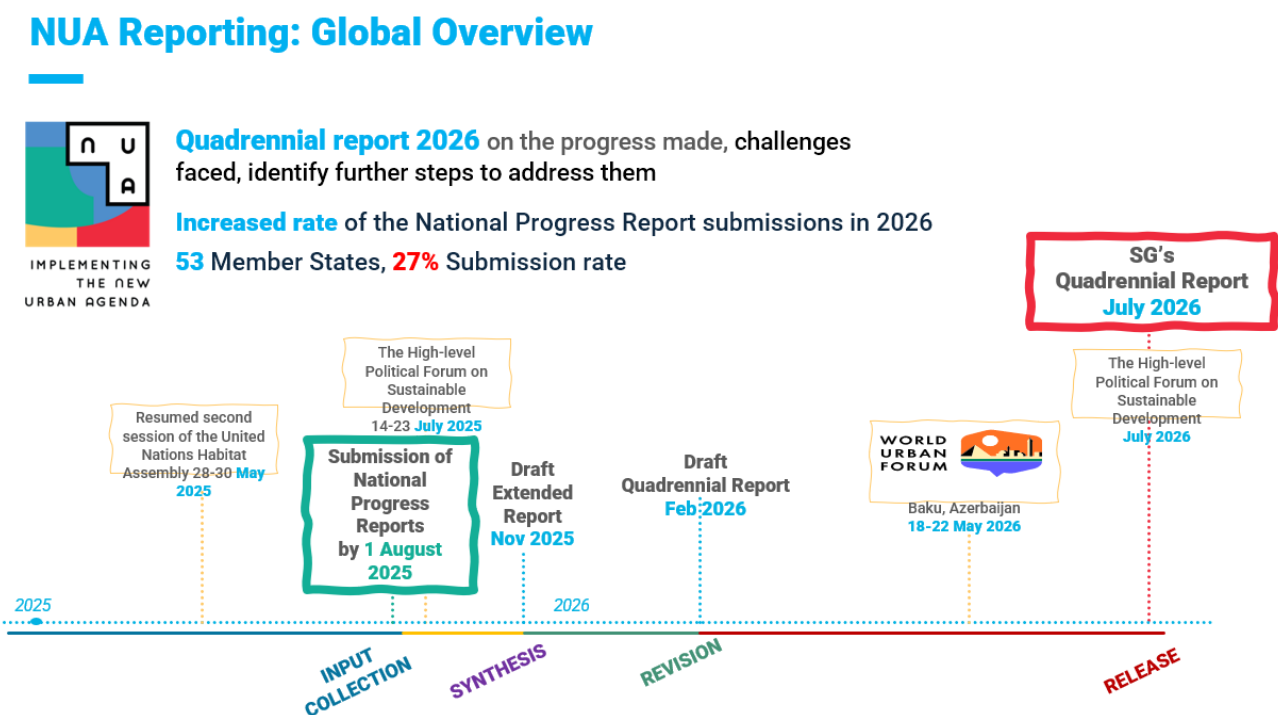 NUA Reporting: Global Overview
n U
A
IMPLEMENTING
THE NEW
URBAN AGENDA
Quadrennial report 2026 on the progress made, challenges
faced, identify further steps to address them
Increased rate of the National Progress Report submissions in 2026
53 Member States, 27% Submission rate
SG's
Quadrennial Report
July 2026
The High-level
Political Forum on
Sustainable
Development
14-23 July 2025
The High-level
Political Forum on
Sustainable
Development
July 2026
Resumed second
session of the United
Nations Habitat
Assembly 28-30 May
2025
Submission of
National
Progress
Reports
by 1 August
2025
Draft
Extended
Report
Nov 2025
Draft
Quadrennial Report
Feb 2026
WORLD
URBAN
FORUM
Baku, Azerbaijan
18-22 May 2026
2025
2026
INPUT
COLLECTION
SYNTHESIS
REVISION
RELEASE